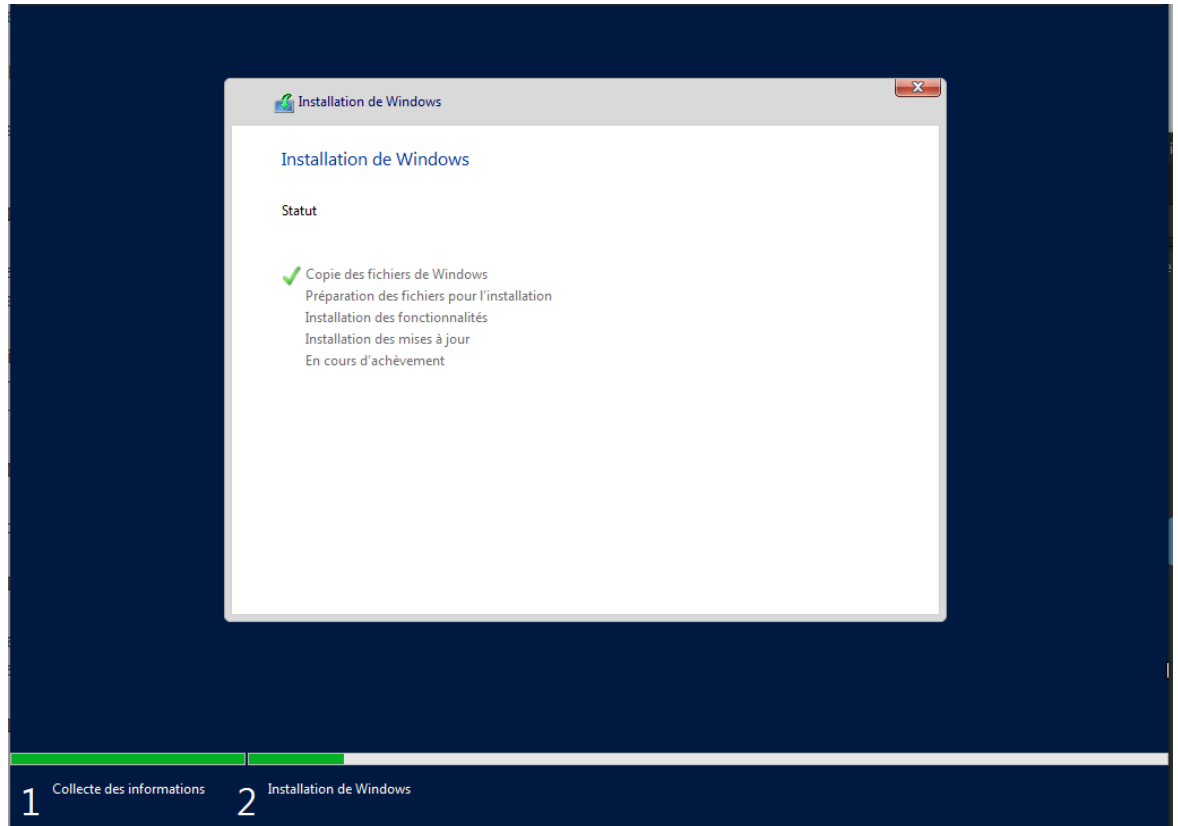 Installation de Windows
Installation de Windows
Statut
Copie des fichiers de Windows
Préparation des fichiers pour l'installation
Installation des fonctionnalités
Installation des mises à jour
En cours d'achèvement
1 Collecte des informations
2 Installation de Windows